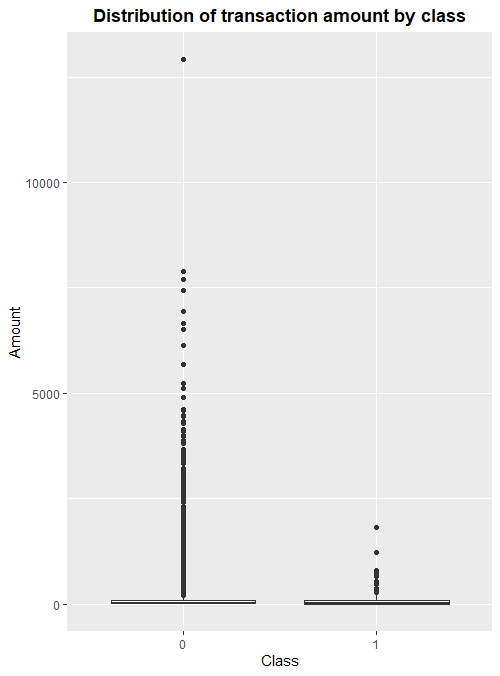 Distribution of transaction amount by class
Amount
10000
5000
0
0 1
Class